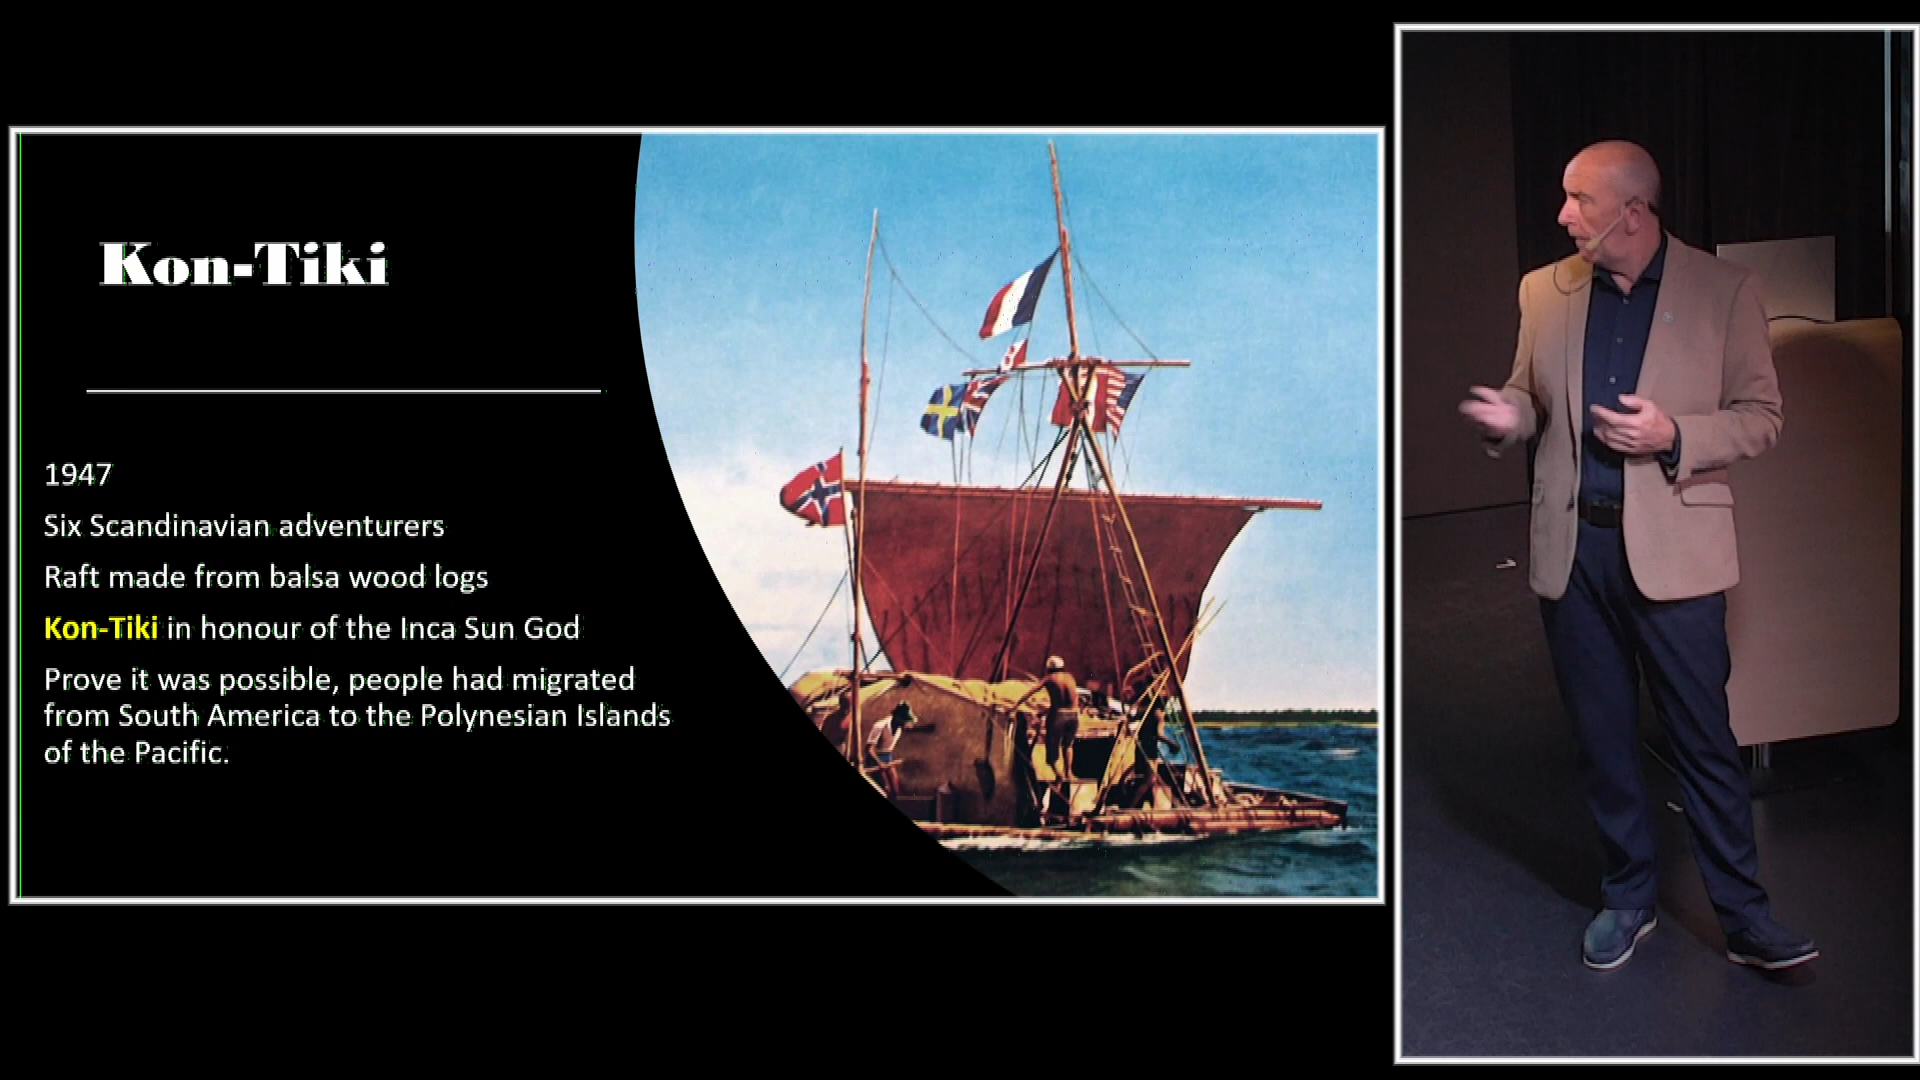 Kon-Tiki
1947
Six Scandinavian adventurers
Raft made from balsa wood logs
Kon-Tiki in honour of the Inca Sun God
Prove it was possible, people had migrated
from South America to the Polynesian Islands
of the Pacific.